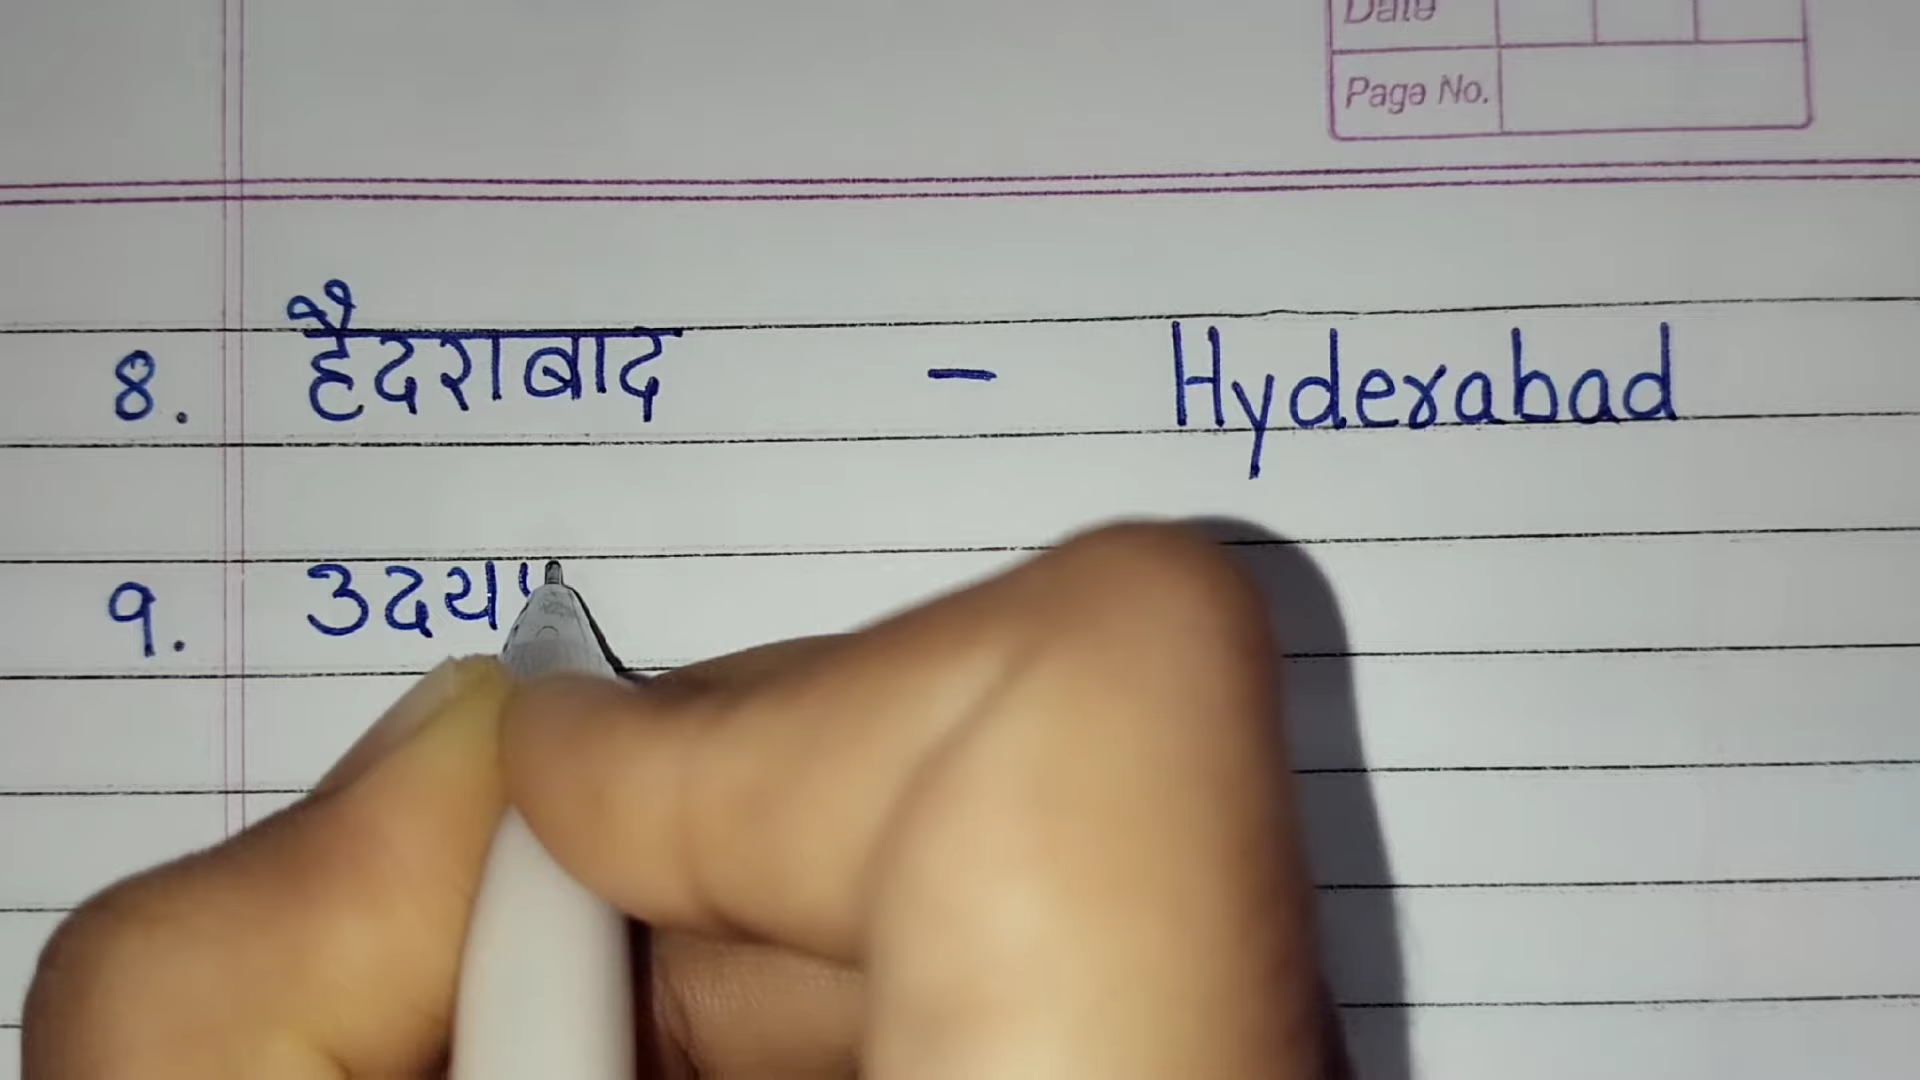 Date
Page No.
8. हैदराबाद - Hyderabad
9. उदय